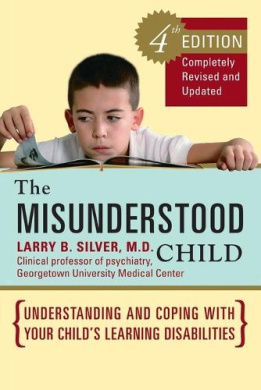 4th EDITION
Completely
Revised and
Updated
The
MISUNDERSTOOD
LARRY B. SILVER, M.D.
CHILD
Clinical professor of psychiatry,
Georgetown University Medical Center
{UNDERSTANDING AND COPING WITH
YOUR CHILD'S LEARNING DISABILITIES}